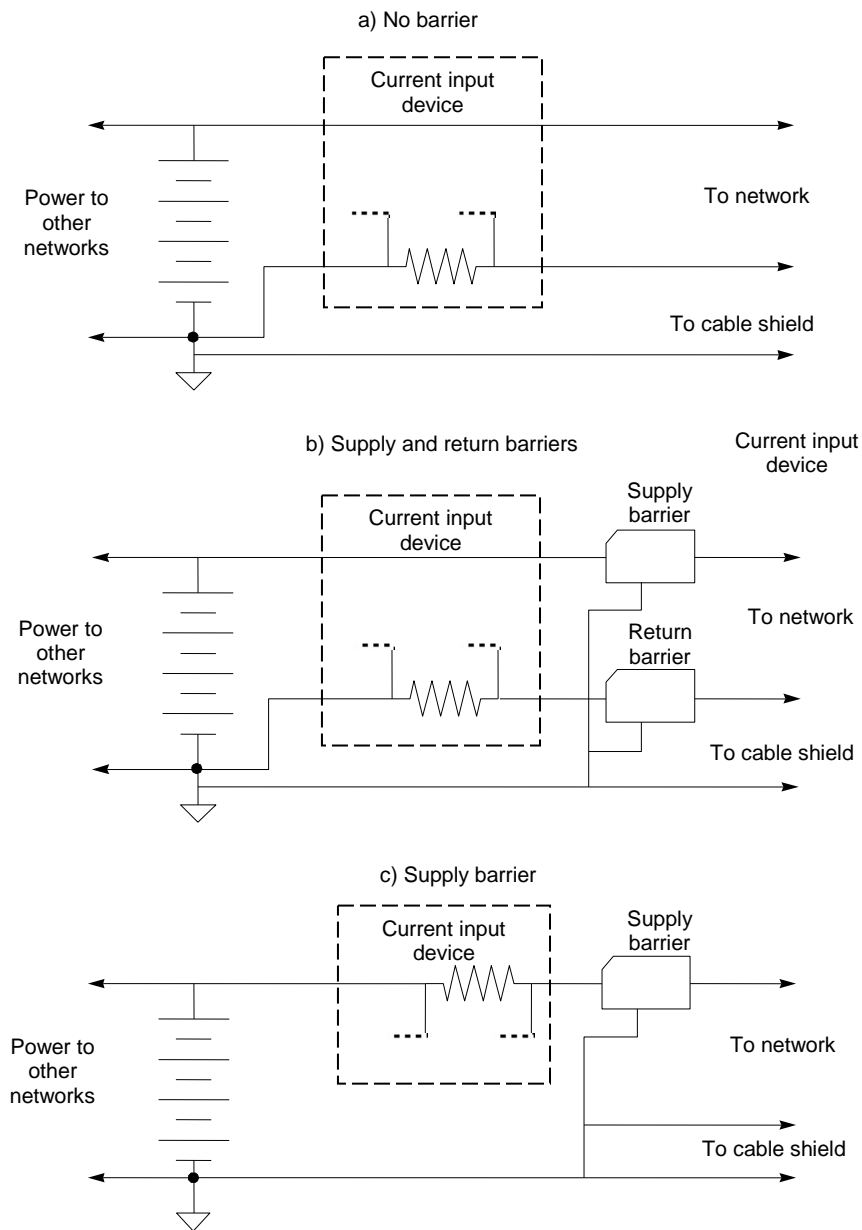 a) No barrier
Current input
device
Power to
other
networks
To network
To cable shield
b) Supply and return barriers
Current input
device
Supply
barrier
Current input
device
Power to
other
networks
To network
Return
barrier
To cable shield
c) Supply barrier
Supply
barrier
Current input
device
Power to
other
networks
To network
To cable shield